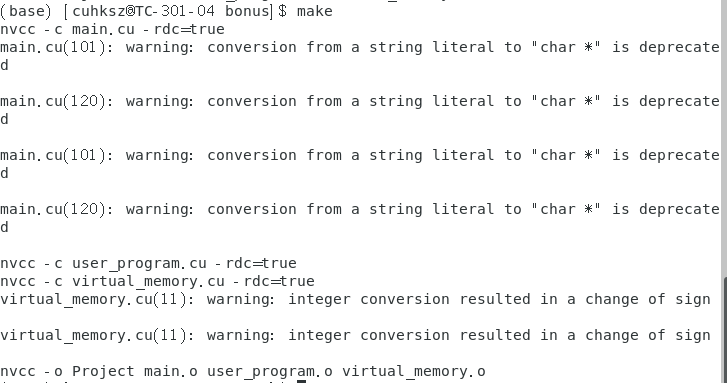 (base) [cuhksz@TC-301-04 bonus]$ make
nvcc -c main.cu -rdc=true
main.cu(101): warning: conversion from a string literal to "char *" is deprecate
d
main.cu(120): warning: conversion from a string literal to "char *" is deprecate
d
main.cu(101): warning: conversion from a string literal to "char *" is deprecate
d
main.cu(120): warning: conversion from a string literal to "char *" is deprecate
d
nvcc -c user_program.cu -rdc=true
nvcc -c virtual_memory.cu -rdc=true
virtual_memory.cu(11): warning: integer conversion resulted in a change of sign
virtual_memory.cu(11): warning: integer conversion resulted in a change of sign
nvcc -o Project main.o user_program.o virtual_memory.o